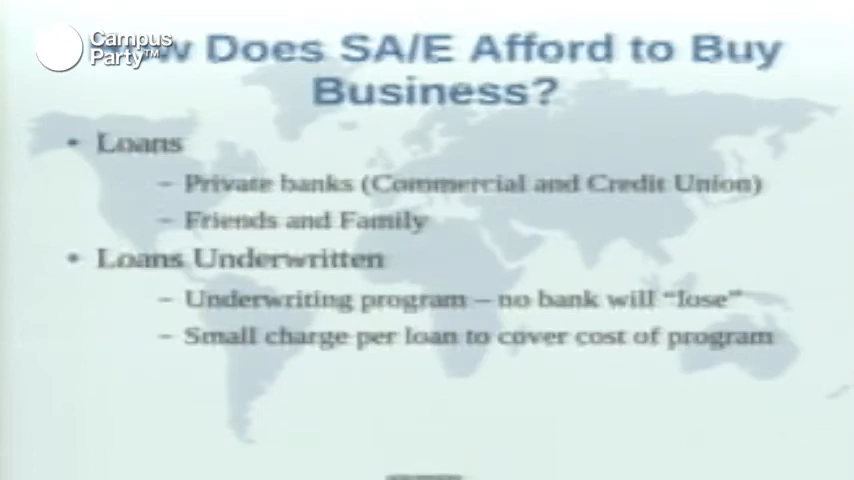 Campus
Party™
w Does SA/E Afford to Buy
Business?
• Loans
– Private banks (Commercial and Credit Union)
– Friends and Family
• Loans Underwritten
– Underwriting program – no bank will “lose”
– Small charge per loan to cover cost of program